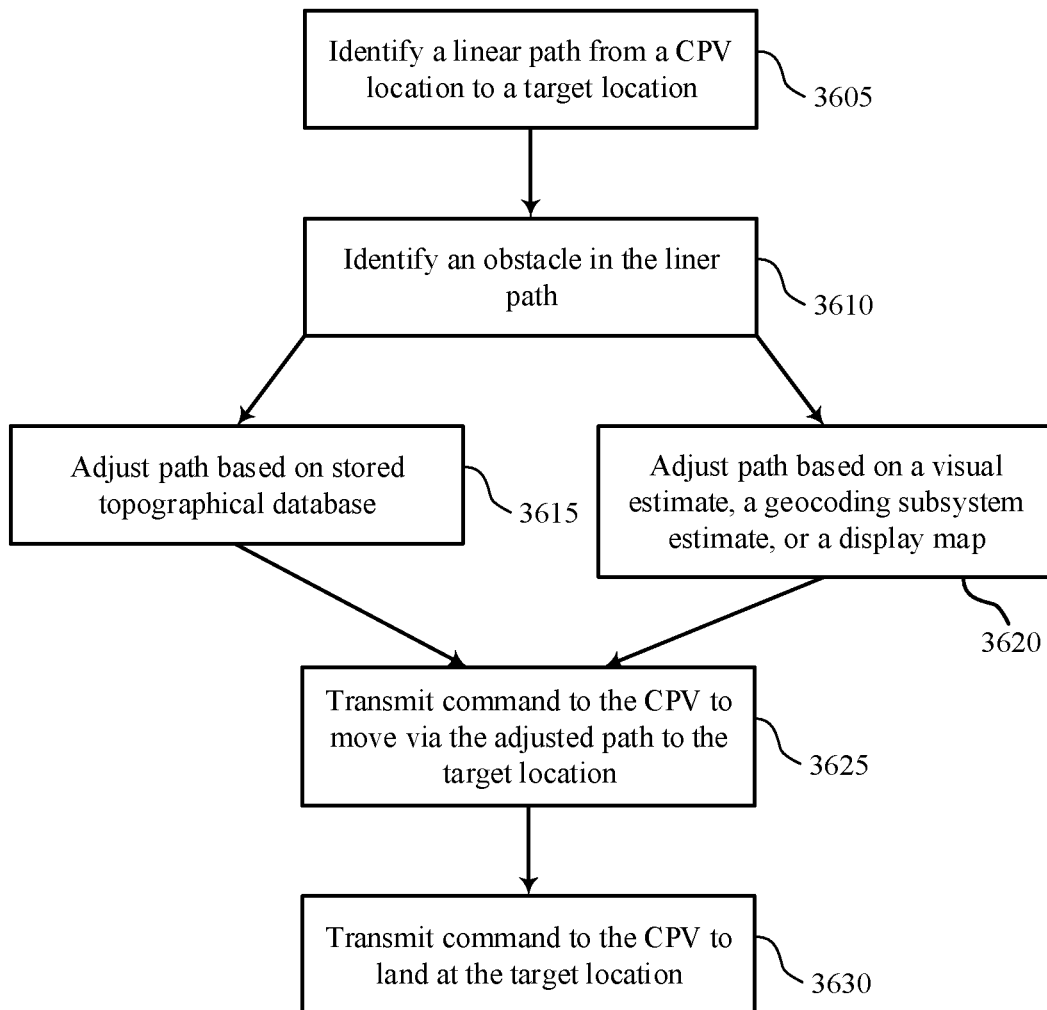 Identify a linear path from a CPV
location to a target location
3605
Identify an obstacle in the liner
path
3610
Adjust path based on stored
topographical database
3615
Adjust path based on a visual
estimate, a geocoding subsystem
estimate, or a display map
3620
Transmit command to the CPV to
move via the adjusted path to the
target location
3625
Transmit command to the CPV to
land at the target location
3630